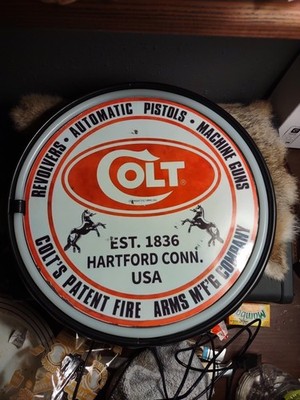 REVOLVERS • AUTOMATIC PISTOLS • MACHINE GUNS
COLT
EST. 1836
HARTFORD CONN.
USA
COLT'S PATENT FIRE ARMS M'F'G COMPANY